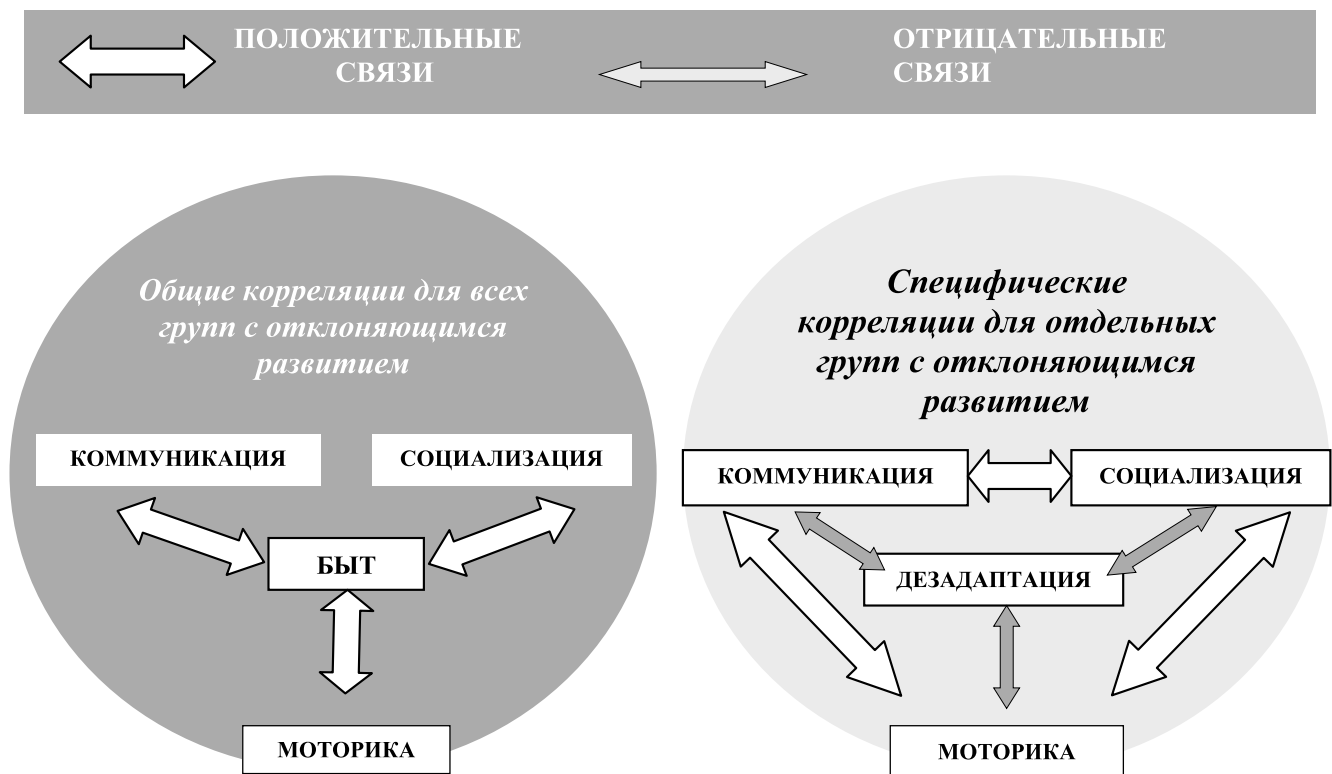 ПОЛОЖИТЕЛЬНЫЕ
СВЯЗИ
ОТРИЦАТЕЛЬНЫЕ
СВЯЗИ
Общие корреляции для всех
групп с отклоняющимся
развитием
КОММУНИКАЦИЯ
СОЦИАЛИЗАЦИЯ
БЫТ
МОТОРИКА
Специфические
корреляции для отдельных
групп с отклоняющимся
развитием
КОММУНИКАЦИЯ
СОЦИАЛИЗАЦИЯ
ДЕЗАДАПТАЦИЯ
МОТОРИКА